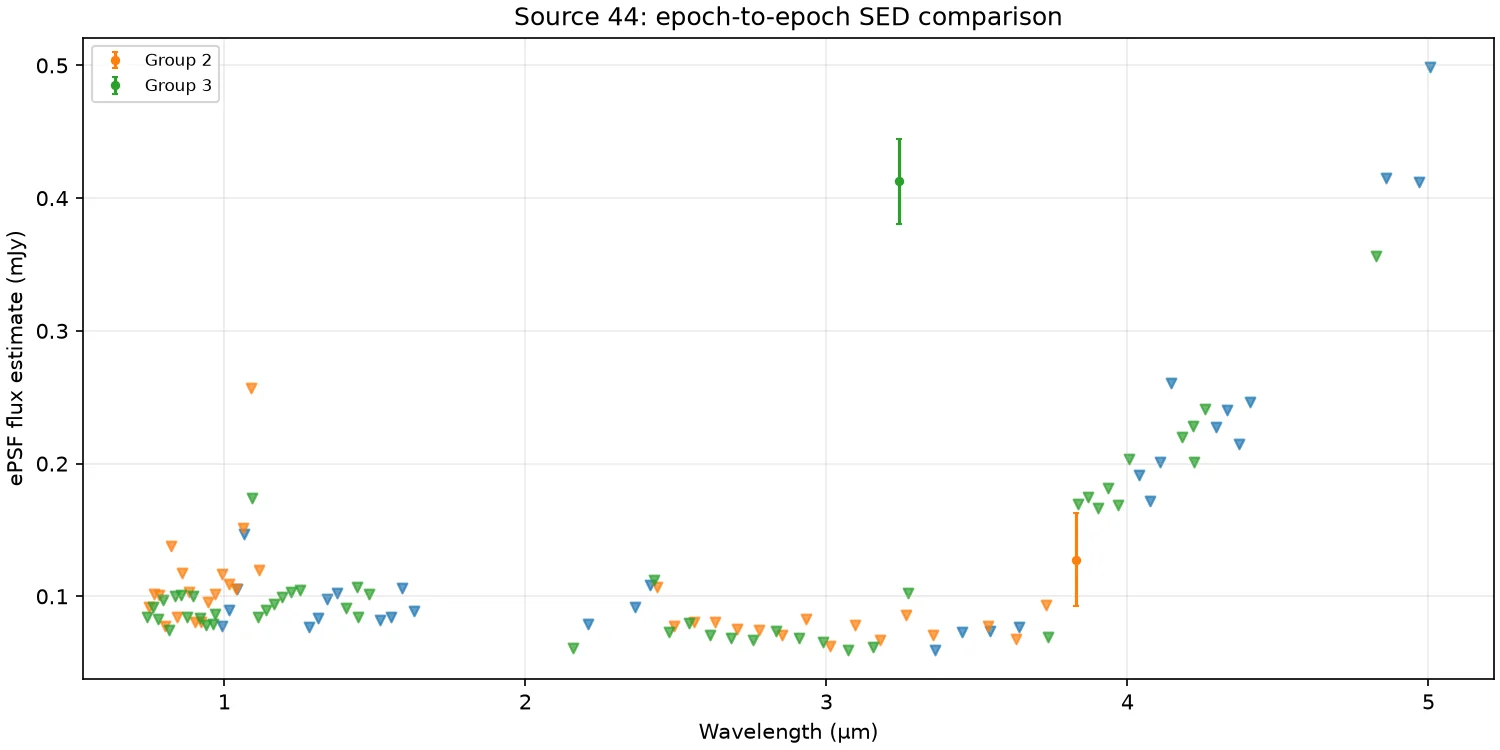 Source 44: epoch-to-epoch SED comparison
Group 2
Group 3
ePSF flux estimate (mJy)
0.5
0.4
0.3
0.2
0.1
1 2 3 4 5
Wavelength (μm)